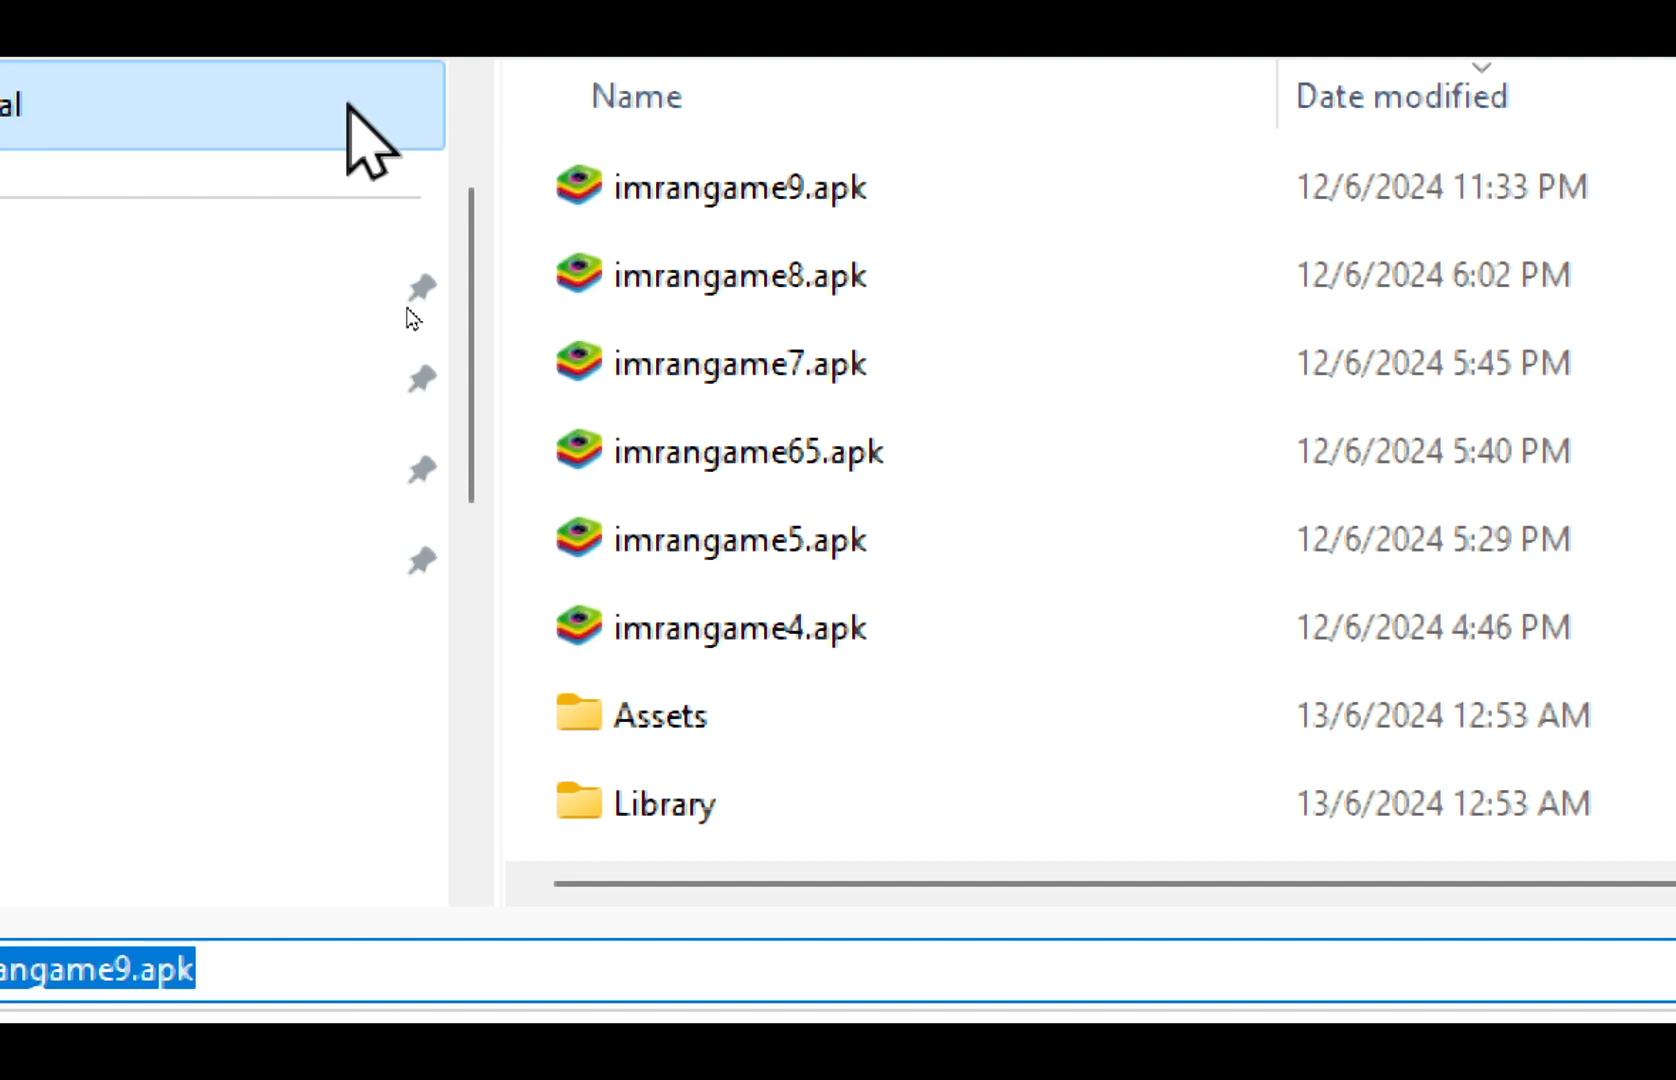 al
Name Date modified
imrangame9.apk 12/6/2024 11:33 PM
imrangame8.apk 12/6/2024 6:02 PM
imrangame7.apk 12/6/2024 5:45 PM
imrangame65.apk 12/6/2024 5:40 PM
imrangame5.apk 12/6/2024 5:29 PM
imrangame4.apk 12/6/2024 4:46 PM
Assets 13/6/2024 12:53 AM
Library 13/6/2024 12:53 AM
angame9.apk